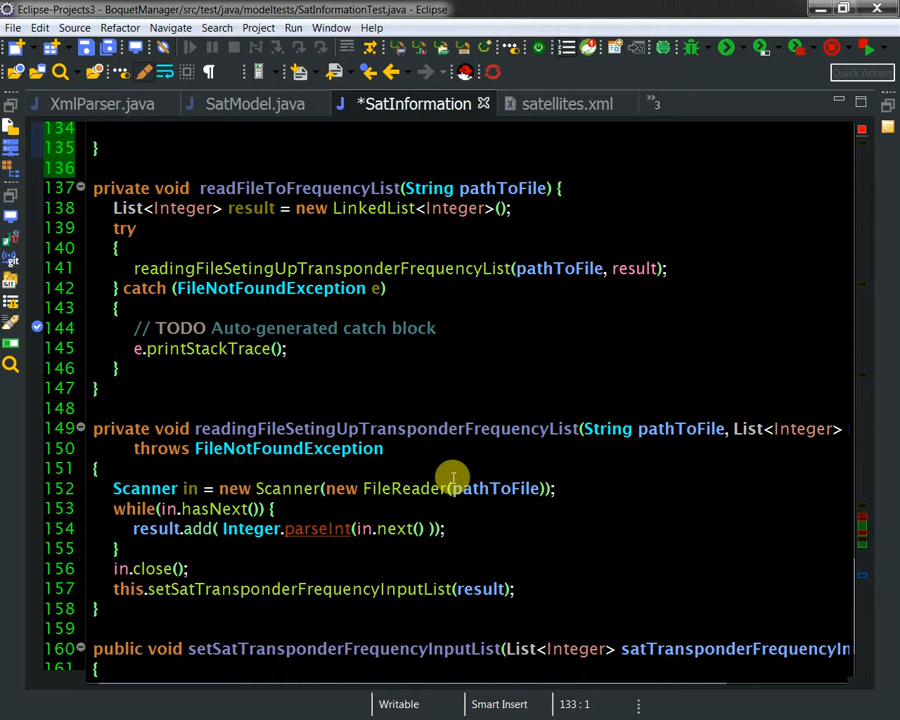 Eclipse-Projects3 - BoquetManager/src/test/java/modeltests/SatInformationTest.java - Eclipse
File Edit Source Refactor Navigate Search Project Run Window Help
Quick Access
XmlParser.java SatModel.java *SatInformation satellites.xml »3
134
135 }
136
137 private void readFileToFrequencyList(String pathToFile) {
138 List<Integer> result = new LinkedList<Integer>();
139 try
140 {
141 readingFileSetingUpTransponderFrequencyList(pathToFile, result);
142 } catch (FileNotFoundException e)
143 {
144 // TODO Auto-generated catch block
145 e.printStackTrace();
146 }
147 }
148
149 private void readingFileSetingUpTransponderFrequencyList(String pathToFile, List<Integer>
150 throws FileNotFoundException
151 {
152 Scanner in = new Scanner(new FileReader(pathToFile));
153 while(in.hasNext()) {
154 result.add( Integer.parseInt(in.next() ));
155 }
156 in.close();
157 this.setSatTransponderFrequencyInputList(result);
158 }
159
160 public void setSatTransponderFrequencyInputList(List<Integer> satTransponderFrequencyIn
161 {
Writable Smart Insert 133 : 1